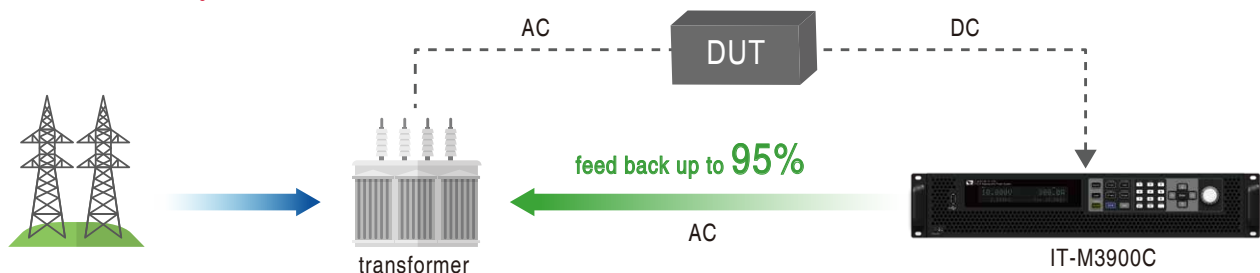 AC
DUT
DC
feed back up to 95%
AC
transformer
IT-M3900C